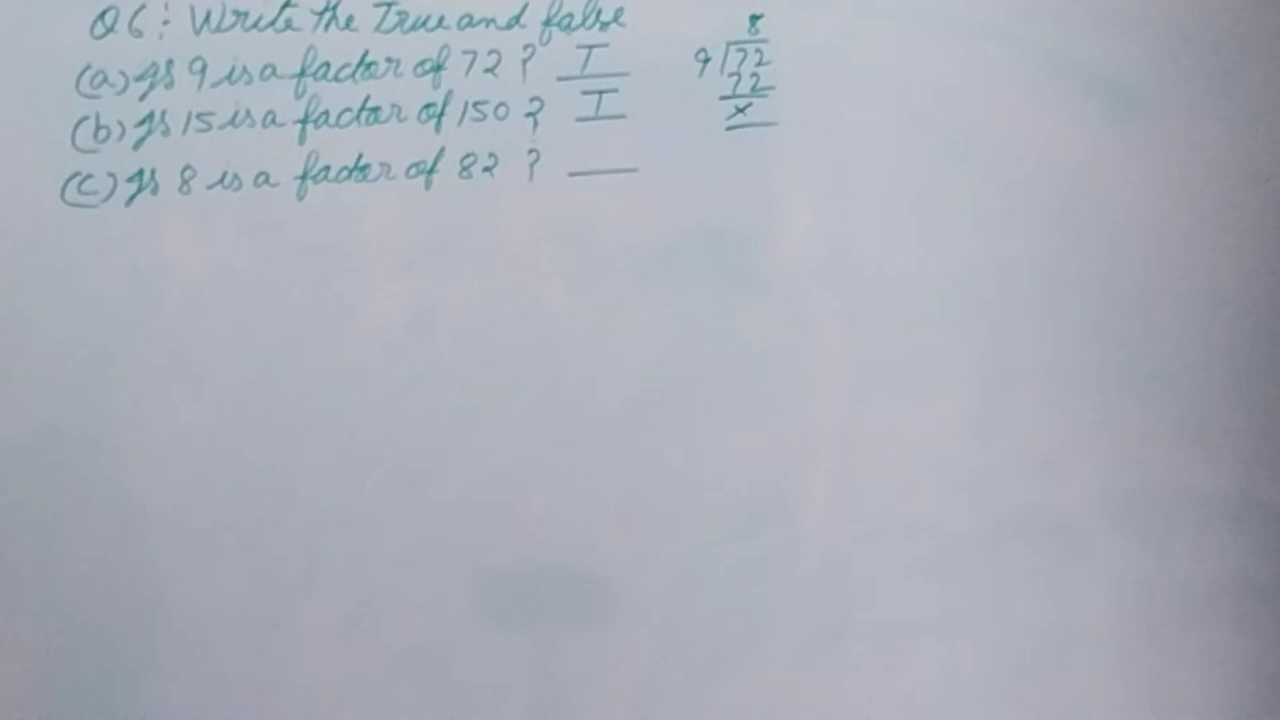 Q6: Write the True and false
(a) Is 9 is a factor of 72 ? T
(b) Is 15 is a factor of 150 ? T
(c) Is 8 is a factor of 82 ? __
8
9 72
72
x